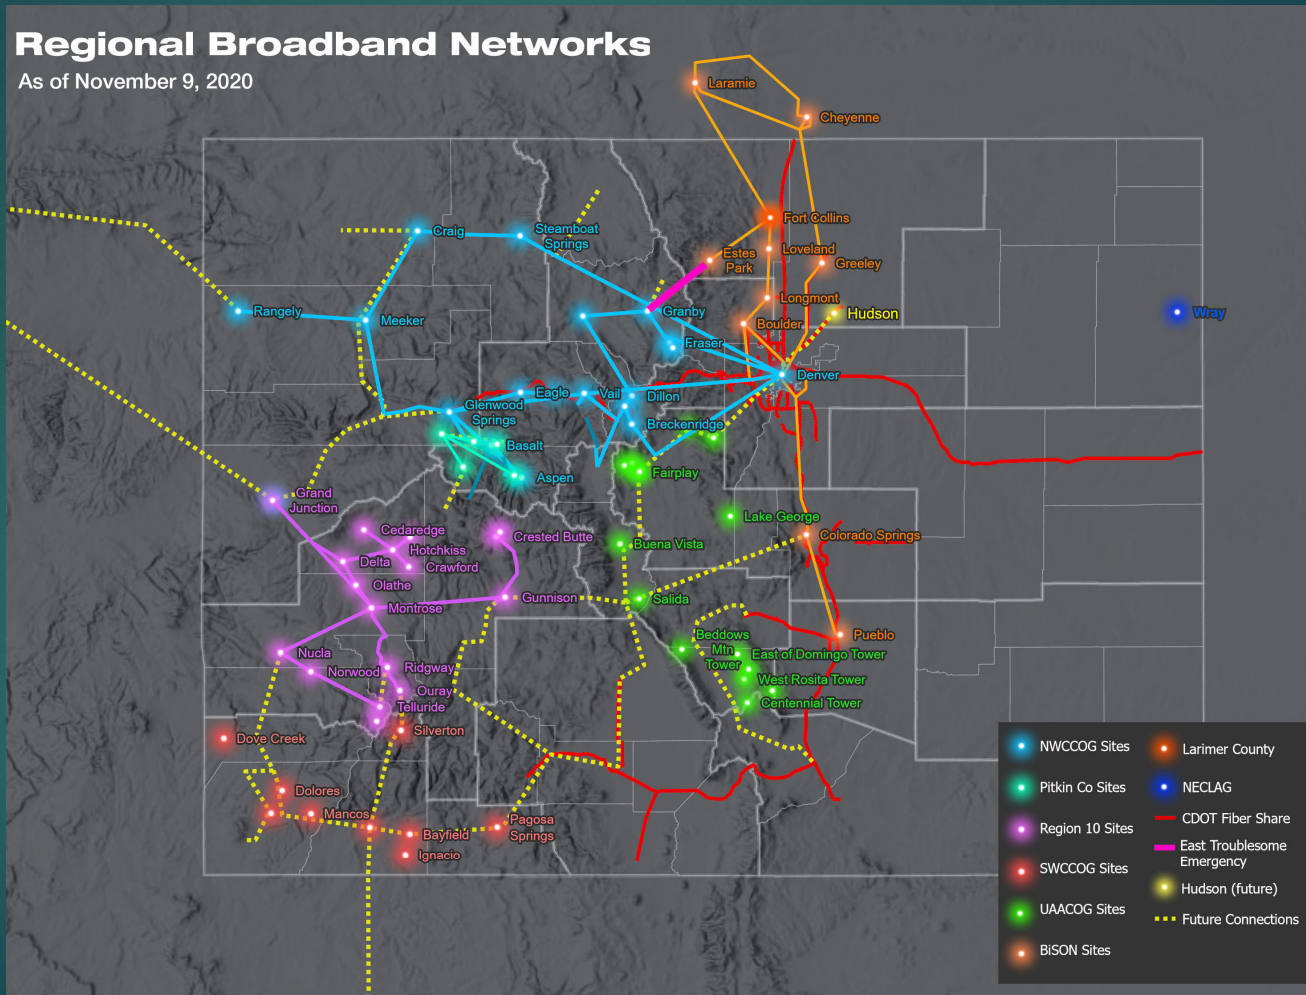 Regional Broadband Networks
As of November 9, 2020
Laramie
Cheyenne
Fort Collins
Loveland
Estes
Park
Greeley
Longmont
Hudson
Boulder
Craig
Steamboat
Springs
Rangely
Meeker
Granby
Fraser
Denver
Wray
Eagle
Vail
Dillon
Glenwood
Springs
Breckenridge
Basalt
Aspen
Fairplay
Grand
Junction
Lake George
Cedaredge
Hotchkiss
Crawford
Crested Butte
Buena Vista
Colorado Springs
Delta
Olathe
Montrose
Gunnison
Salida
Pueblo
Beddows
Mtn
Tower
East of Domingo Tower
West Rosita Tower
Centennial Tower
Nucla
Norwood
Ridgway
Ouray
Telluride
Silverton
Dove Creek
Dolores
Mancos
Bayfield
Ignacio
Pagosa
Springs
NWCCOG Sites
Pitkin Co Sites
Region 10 Sites
SWCCOG Sites
UAACOG Sites
BiSON Sites
Larimer County
NECLAG
CDOT Fiber Share
East Troublesome
Emergency
Hudson (future)
Future Connections